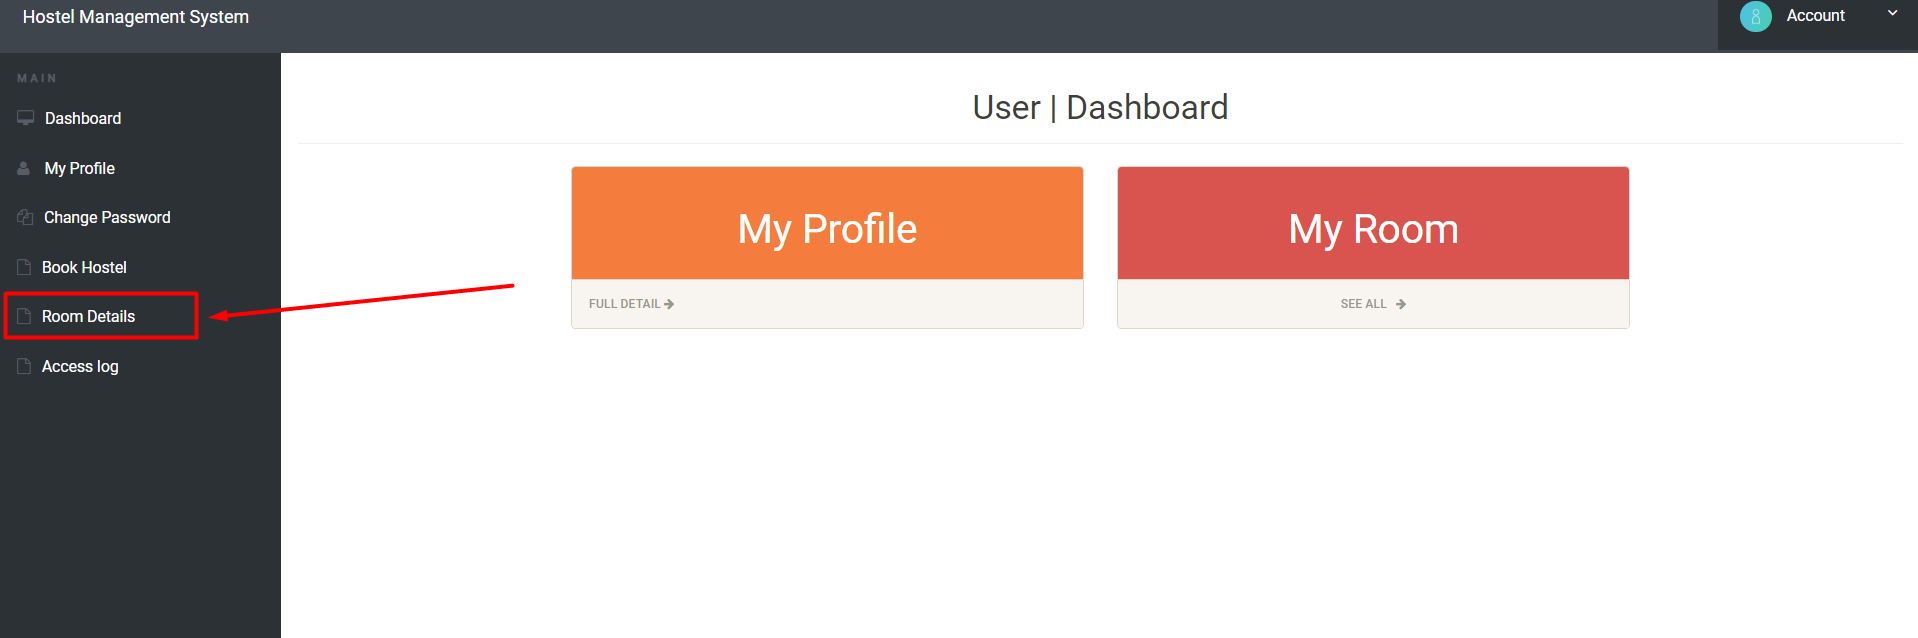 Hostel Management System
Account
MAIN
Dashboard
My Profile
Change Password
Book Hostel
Room Details
Access log
User | Dashboard
My Profile
FULL DETAIL
My Room
SEE ALL